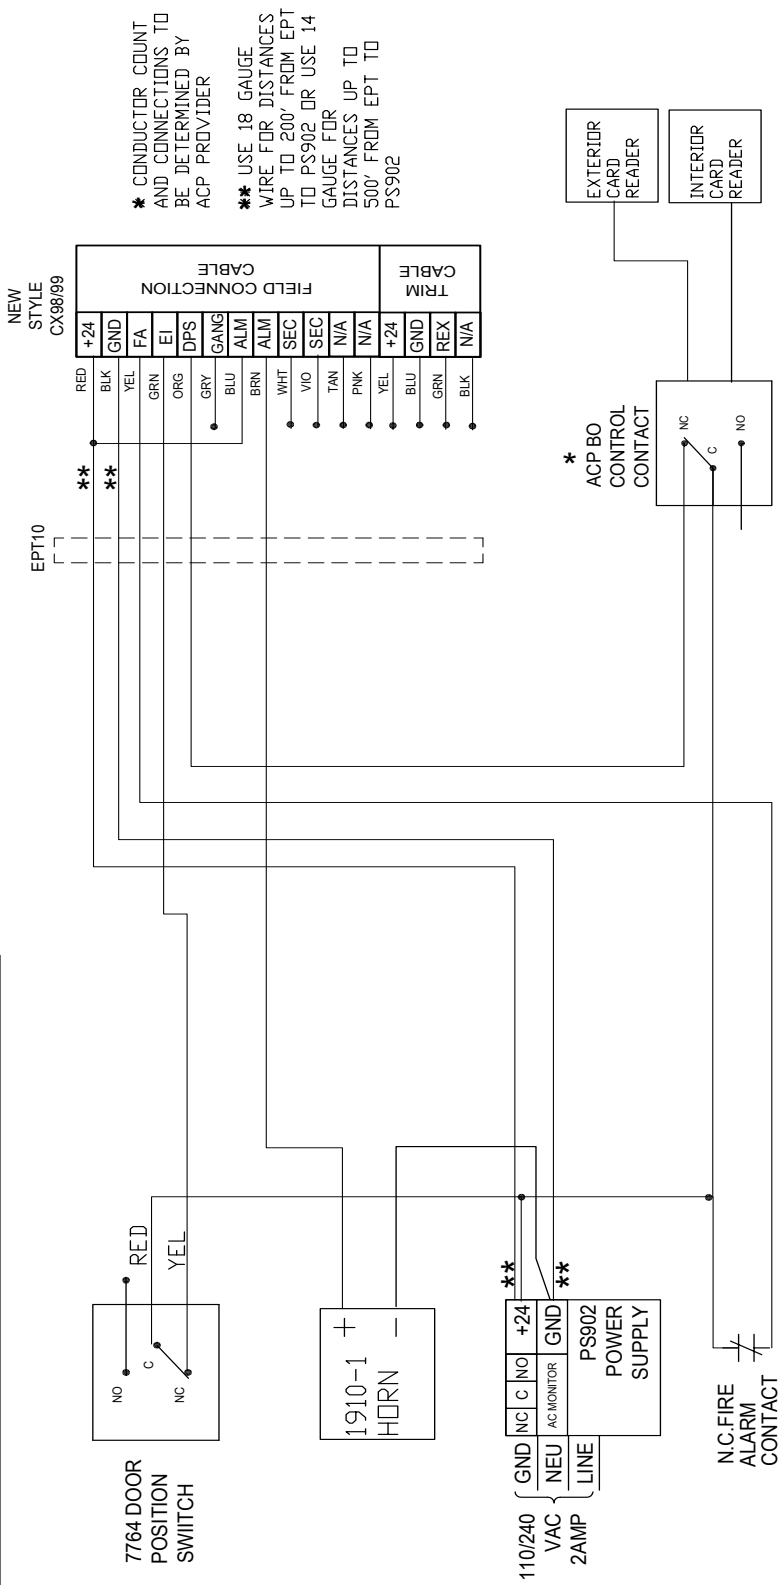 NEW
STYLE
CX98/99
* CONDUCTOR COUNT
AND CONNECTIONS TO
BE DETERMINED BY
ACP PROVIDER
** USE 18 GAUGE
WIRE FOR DISTANCES
UP TO 200' FROM EPT
TO PS902 OR USE 14
GAUGE FOR
DISTANCES UP TO
500' FROM EPT TO
PS902
FIELD CONNECTION
CABLE
TRIM
CABLE
RED +24
BLK GND
YEL FA
GRN EI
ORG DPS
GRY GANG
BLU ALM
BRN ALM
WHT SEC
VIO SEC
TAN N/A
PNK N/A
YEL +24
BLU GND
GRN REX
BLK N/A
**
**
EPT10
EXTERIOR
CARD
READER
INTERIOR
CARD
READER
*
ACP BO
CONTROL
CONTACT
NC
C
NO
7764 DOOR
POSITION
SWIITCH
NO
C
NC
RED
YEL
1910-1
HORN
+
–
110/240
VAC
2AMP
GND
NEU
LINE
NC C NO
+24
AC MONITOR
GND
PS902
POWER
SUPPLY
**
**
N.C.FIRE
ALARM
CONTACT